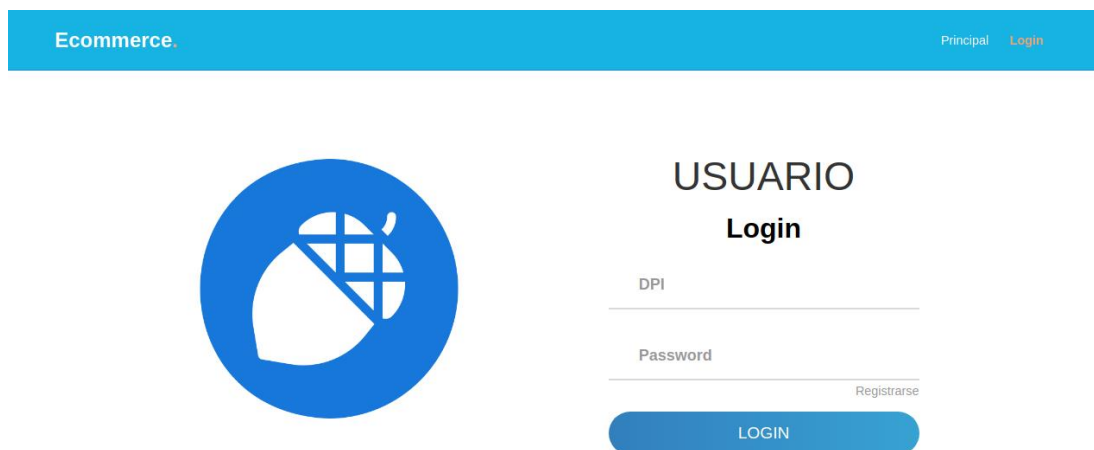 Ecommerce.
Principal Login
USUARIO
Login
DPI
Password
Registrarse
LOGIN